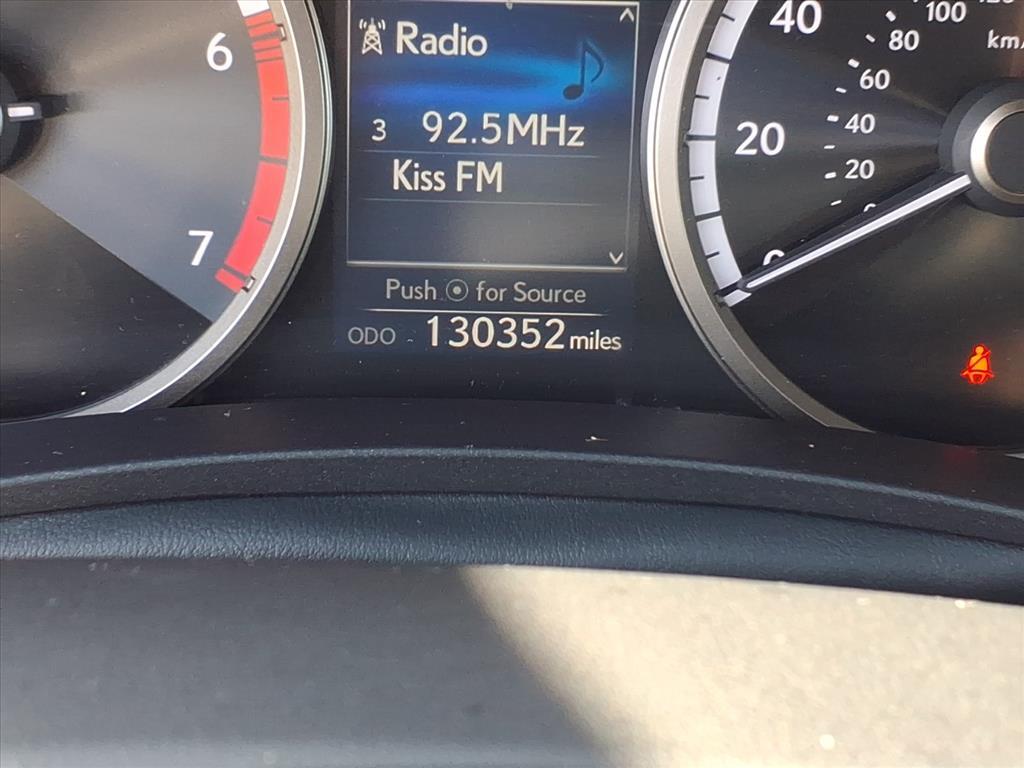 6
7
Radio
3 92.5MHz
Kiss FM
Push for Source
ODO 130352 miles
40
20
0
100
80
60
40
20